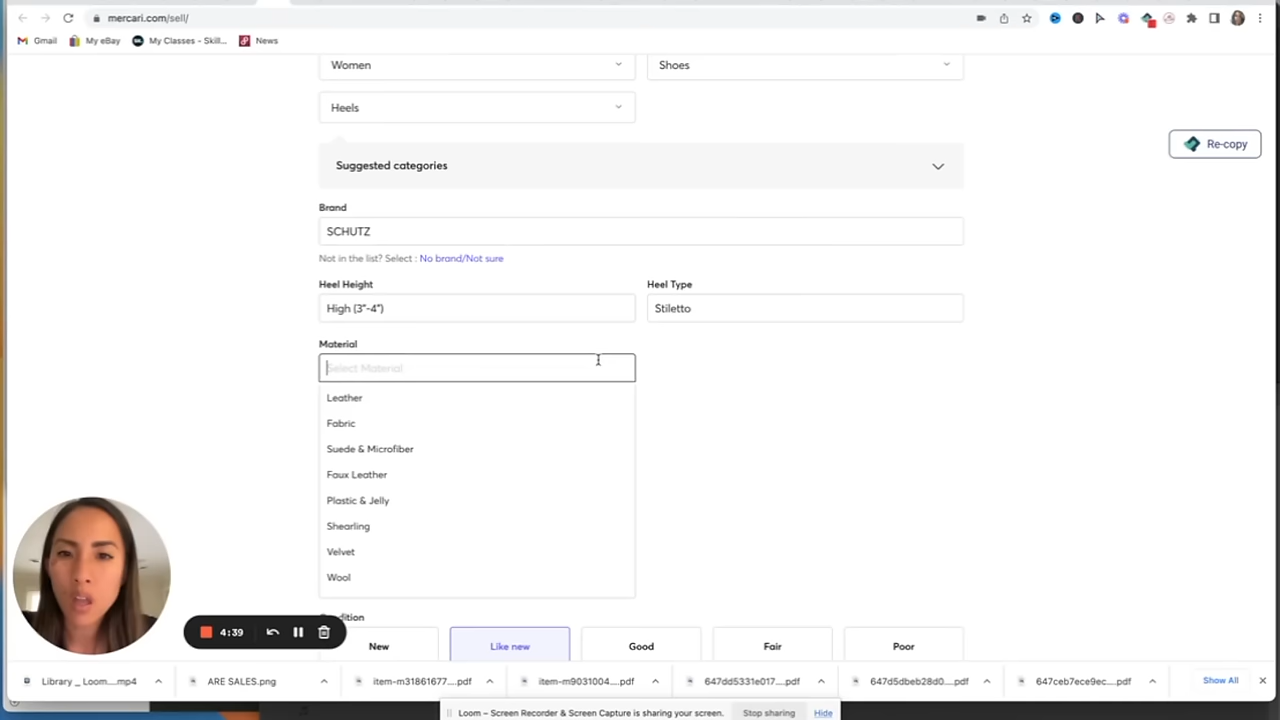 mercari.com/sell/
Gmail My eBay My Classes - Skill... News
Women Shoes
Heels
Re-copy
Suggested categories
Brand
SCHUTZ
Not in the list? Select : No brand/Not sure
Heel Height Heel Type
High (3"-4") Stiletto
Material
Select Material
Leather
Fabric
Suede & Microfiber
Faux Leather
Plastic & Jelly
Shearling
Velvet
Wool
4:39
New Like new Good Fair Poor
Library _ Loom....mp4 ARE SALES.png item-m31861677....pdf item-m9031004....pdf 647dd5331e017....pdf 647d5dbeb28d0....pdf 647ceb7ece9ec....pdf Show All
Loom – Screen Recorder & Screen Capture is sharing your screen. Stop sharing Hide